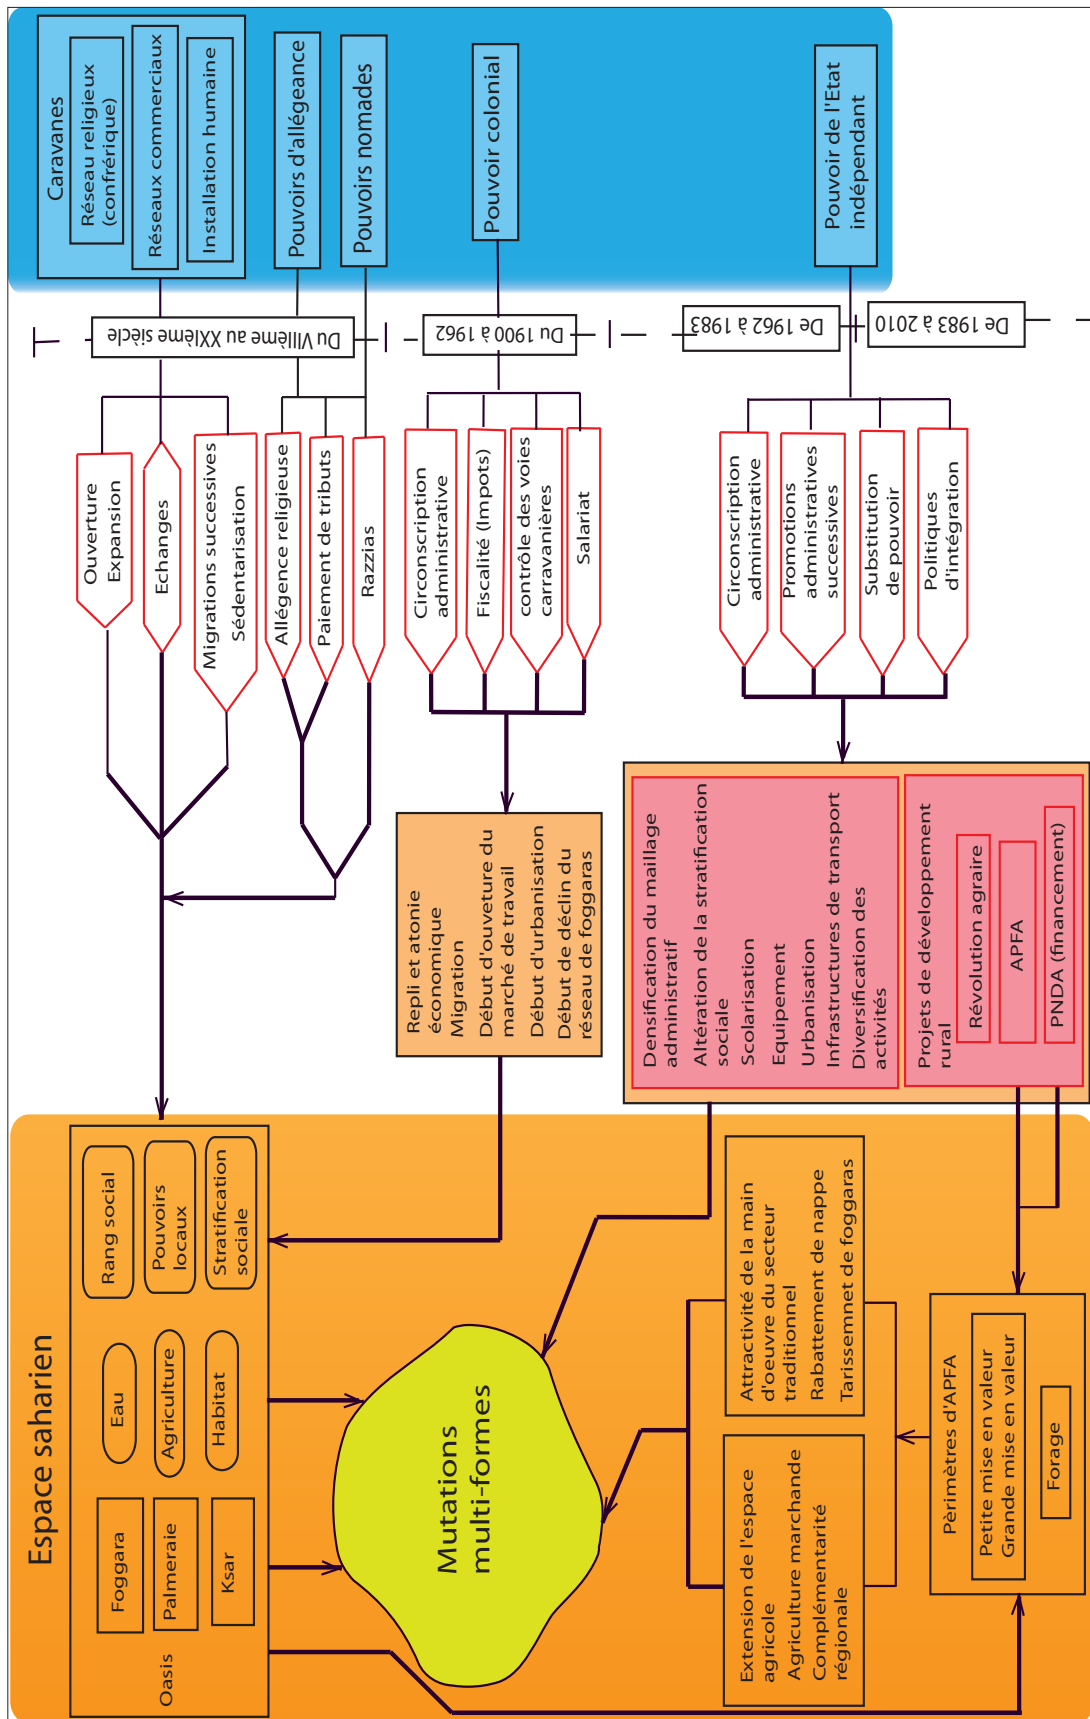 Caravanes
Réseau religieux
(confrérique)
Réseaux commerciaux
Installation humaine
Pouvoirs d'allégeance
Pouvoirs nomades
Pouvoir colonial
Pouvoir de l'Etat
indépendant
Du VIIIème au XXIème siècle
Du 1900 à 1962
De 1962 à 1983
De 1983 à 2010
Ouverture
Expansion
Echanges
Migrations successives
Sédentarisation
Allégence religieuse
Paiement de tributs
Razzias
Circonscription
administrative
Fiscalité (Impots)
contrôle des voies
caravanières
Salariat
Circonscription
administrative
Promotions
administratives
successives
Substitution
de pouvoir
Politiques
d'intégration
Repli et atonie
économique
Migration
Début d'ouveture du
marché de travail
Début d'urbanisation
Début de déclin du
réseau de foggaras
Densification du maillage
administratif
Altération de la stratification
sociale
Scolarisation
Equipement
Urbanisation
Infrastructures de transport
Diversification des
activités
Projets de développement
rural
Révolution agraire
APFA
PNDA (financement)
Espace saharien
Rang social
Pouvoirs
locaux
Stratification
sociale
Eau
Agriculture
Habitat
Foggara
Palmeraie
Ksar
Oasis
Mutations
multi-formes
Attractivité de la main
d'oeuvre du secteur
traditionnel
Rabattement de nappe
Tarissemnet de foggaras
Extension de l'espace
agricole
Agriculture marchande
Complémentarité
régionale
Pèrimètres d'APFA
Petite mise en valeur
Grande mise en valeur
Forage